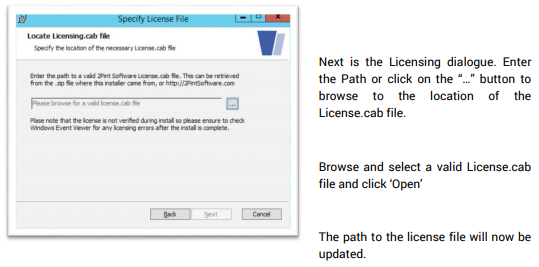 Specify License File
Locate Licensing.cab file
Specify the location of the necessary License.cab file
Enter the path to a valid 2Pint Software License.cab file. This can be retrieved
from the .zip file where this installer came from, or http://2PintSoftware.com
Please browse for a valid license.cab file
...
Please note that the license is not verified during install so please ensure to check
Windows Event Viewer for any licensing errors after the install is complete.
Back
Next
Cancel
Next is the Licensing dialogue. Enter
the Path or click on the “…” button to
browse to the location of the
License.cab file.
Browse and select a valid License.cab
file and click ‘Open’
The path to the license file will now be
updated.